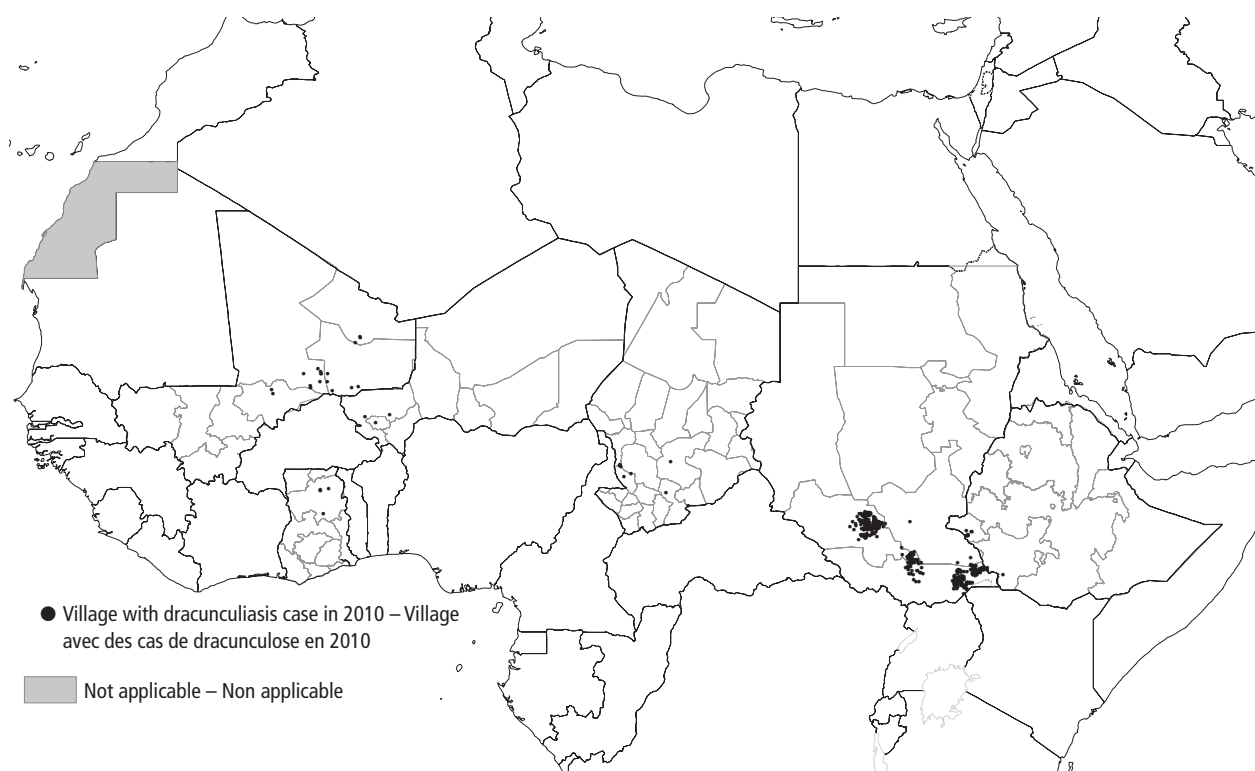 Village with dracunculiasis case in 2010 – Village
avec des cas de dracunculose en 2010
Not applicable – Non applicable